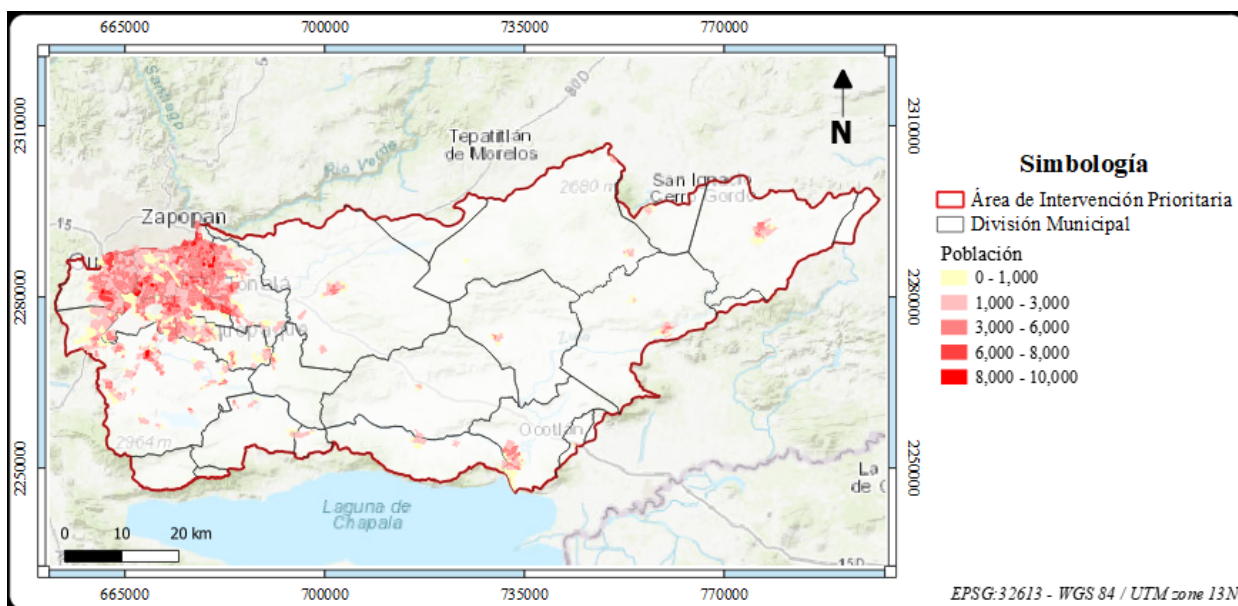 665000 700000 735000 770000
2310000
2280000
2250000
2310000
2280000
2250000
Santiago
80D
N
Tepatitlán
de Morelos
Río Verde
2680 m
San Ignacio
Cerro Gordo
15
Zapopan
Tonalá
2964 m
Ocotlán
Laguna de
Chapala
La
15D
0 10 20 km
665000 700000 735000 770000
Simbología
Área de Intervención Prioritaria
División Municipal
Población
0 - 1,000
1,000 - 3,000
3,000 - 6,000
6,000 - 8,000
8,000 - 10,000
EPSG:32613 - WGS 84 / UTM zone 13N